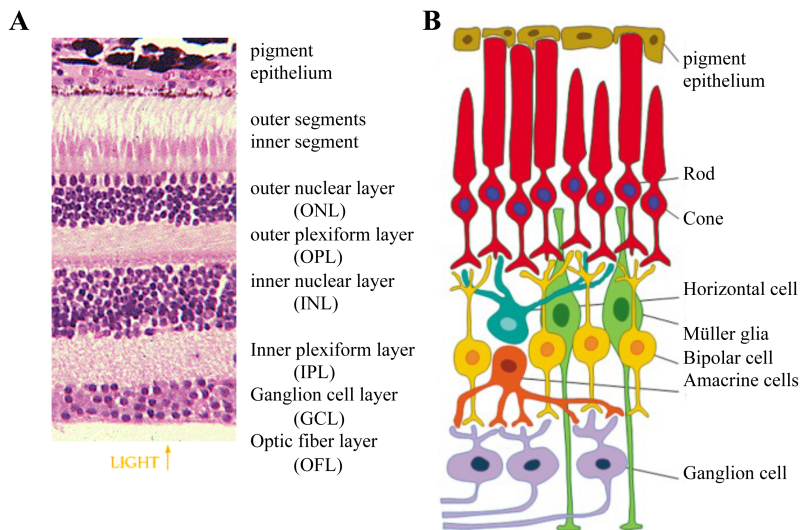 A
pigment
epithelium
outer segments
inner segment
outer nuclear layer
(ONL)
outer plexiform layer
(OPL)
inner nuclear layer
(INL)
Inner plexiform layer
(IPL)
Ganglion cell layer
(GCL)
Optic fiber layer
(OFL)
LIGHT
B
pigment
epithelium
Rod
Cone
Horizontal cell
Müller glia
Bipolar cell
Amacrine cells
Ganglion cell